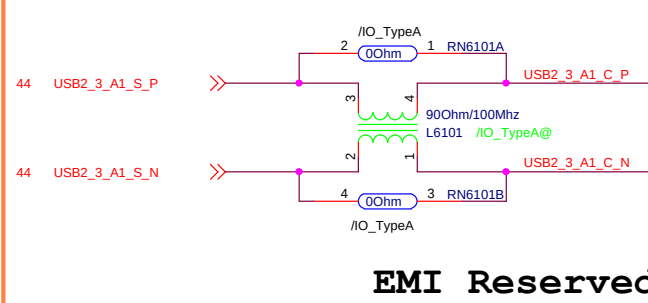 /IO_TypeA
2 0Ohm 1 RN6101A
44 USB2_3_A1_S_P USB2_3_A1_C_P
3 4
90Ohm/100Mhz
L6101 /IO_TypeA@
2 1
44 USB2_3_A1_S_N USB2_3_A1_C_N
4 0Ohm 3 RN6101B
/IO_TypeA
EMI Reserved